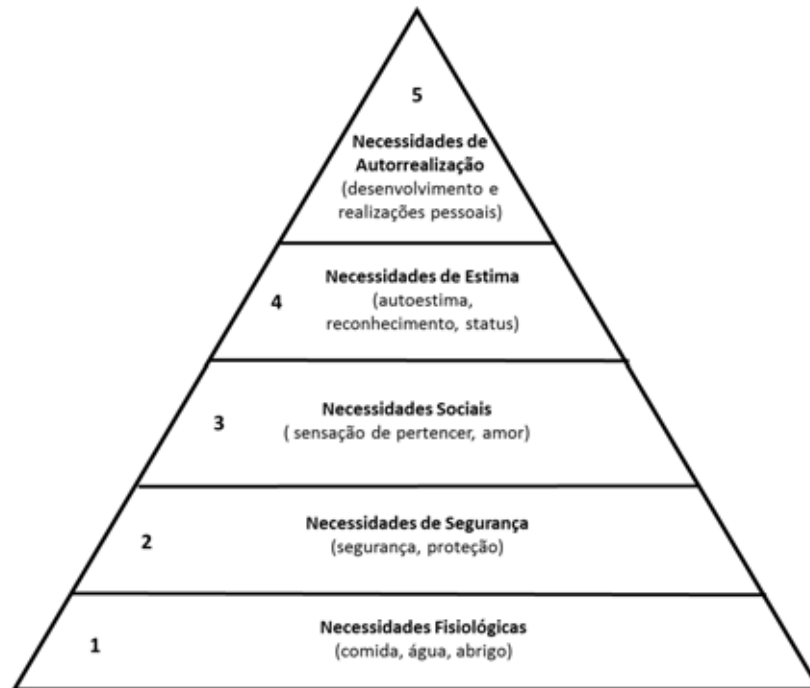 5
Necessidades de
Autorrealização
(desenvolvimento e
realizações pessoais)
Necessidades de Estima
4
(autoestima,
reconhecimento, status)
Necessidades Sociais
3
( sensação de pertencer, amor)
Necessidades de Segurança
2
(segurança, proteção)
Necessidades Fisiológicas
1
(comida, água, abrigo)